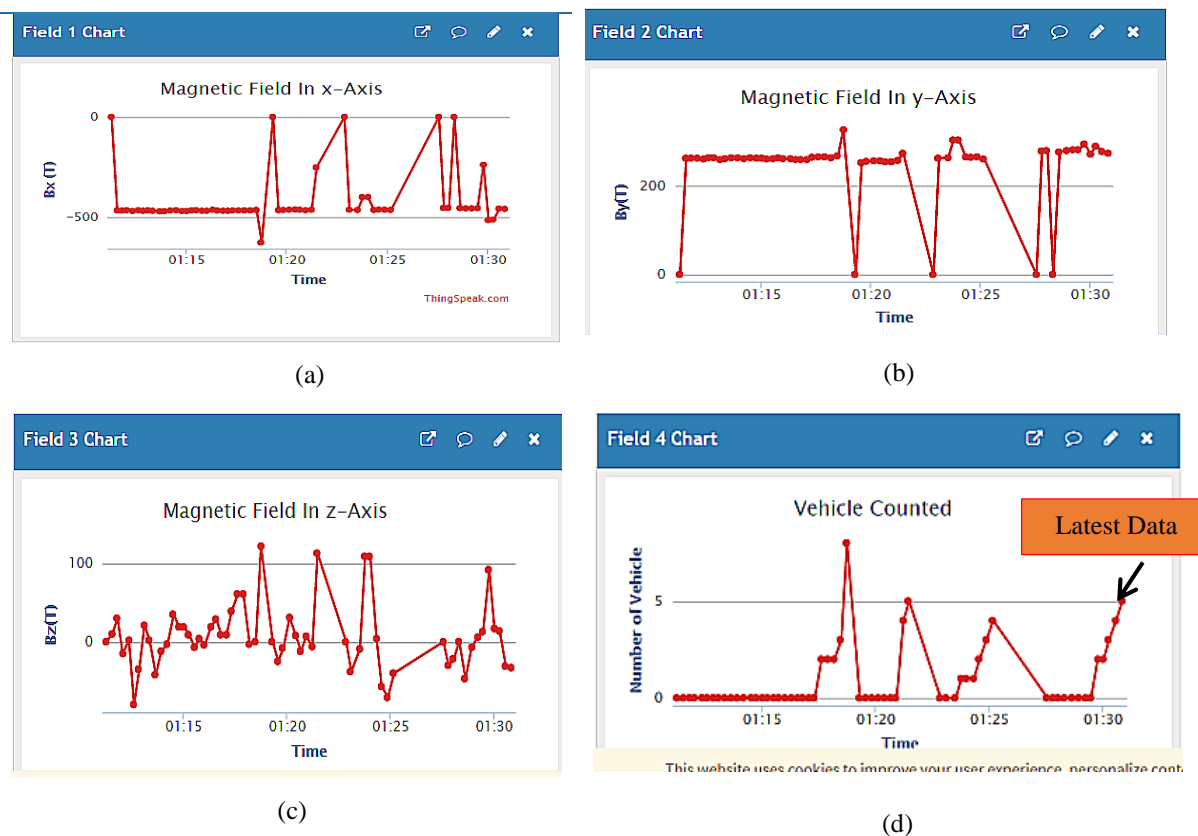 Field 1 Chart
Magnetic Field In x-Axis
Bx (T)
0
-500
01:15 01:20 01:25 01:30
Time
ThingSpeak.com
(a)
Field 2 Chart
Magnetic Field In y-Axis
By(T)
200
0
01:15 01:20 01:25 01:30
Time
(b)
Field 3 Chart
Magnetic Field In z-Axis
Bz(T)
100
0
01:15 01:20 01:25 01:30
Time
(c)
Field 4 Chart
Vehicle Counted
Latest Data
Number of Vehicle
5
0
01:15 01:20 01:25 01:30
Time
This website uses cookies to improve your user experience, personalize cont
(d)